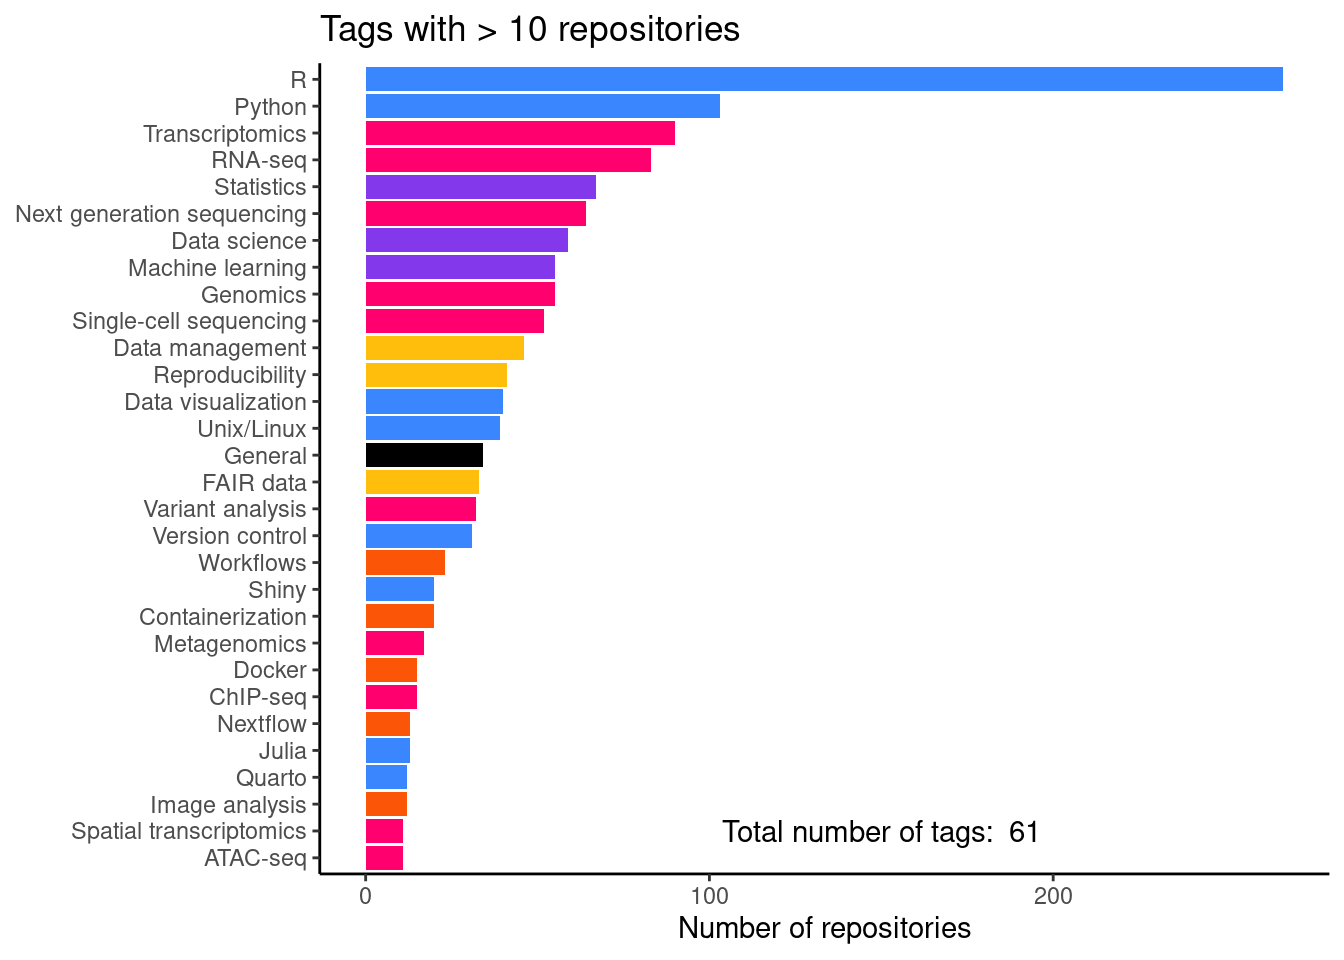 Tags with > 10 repositories
R
Python
Transcriptomics
RNA-seq
Statistics
Next generation sequencing
Data science
Machine learning
Genomics
Single-cell sequencing
Data management
Reproducibility
Data visualization
Unix/Linux
General
FAIR data
Variant analysis
Version control
Workflows
Shiny
Containerization
Metagenomics
Docker
ChIP-seq
Nextflow
Julia
Quarto
Image analysis
Spatial transcriptomics
ATAC-seq
Total number of tags:  61
0 100 200
Number of repositories